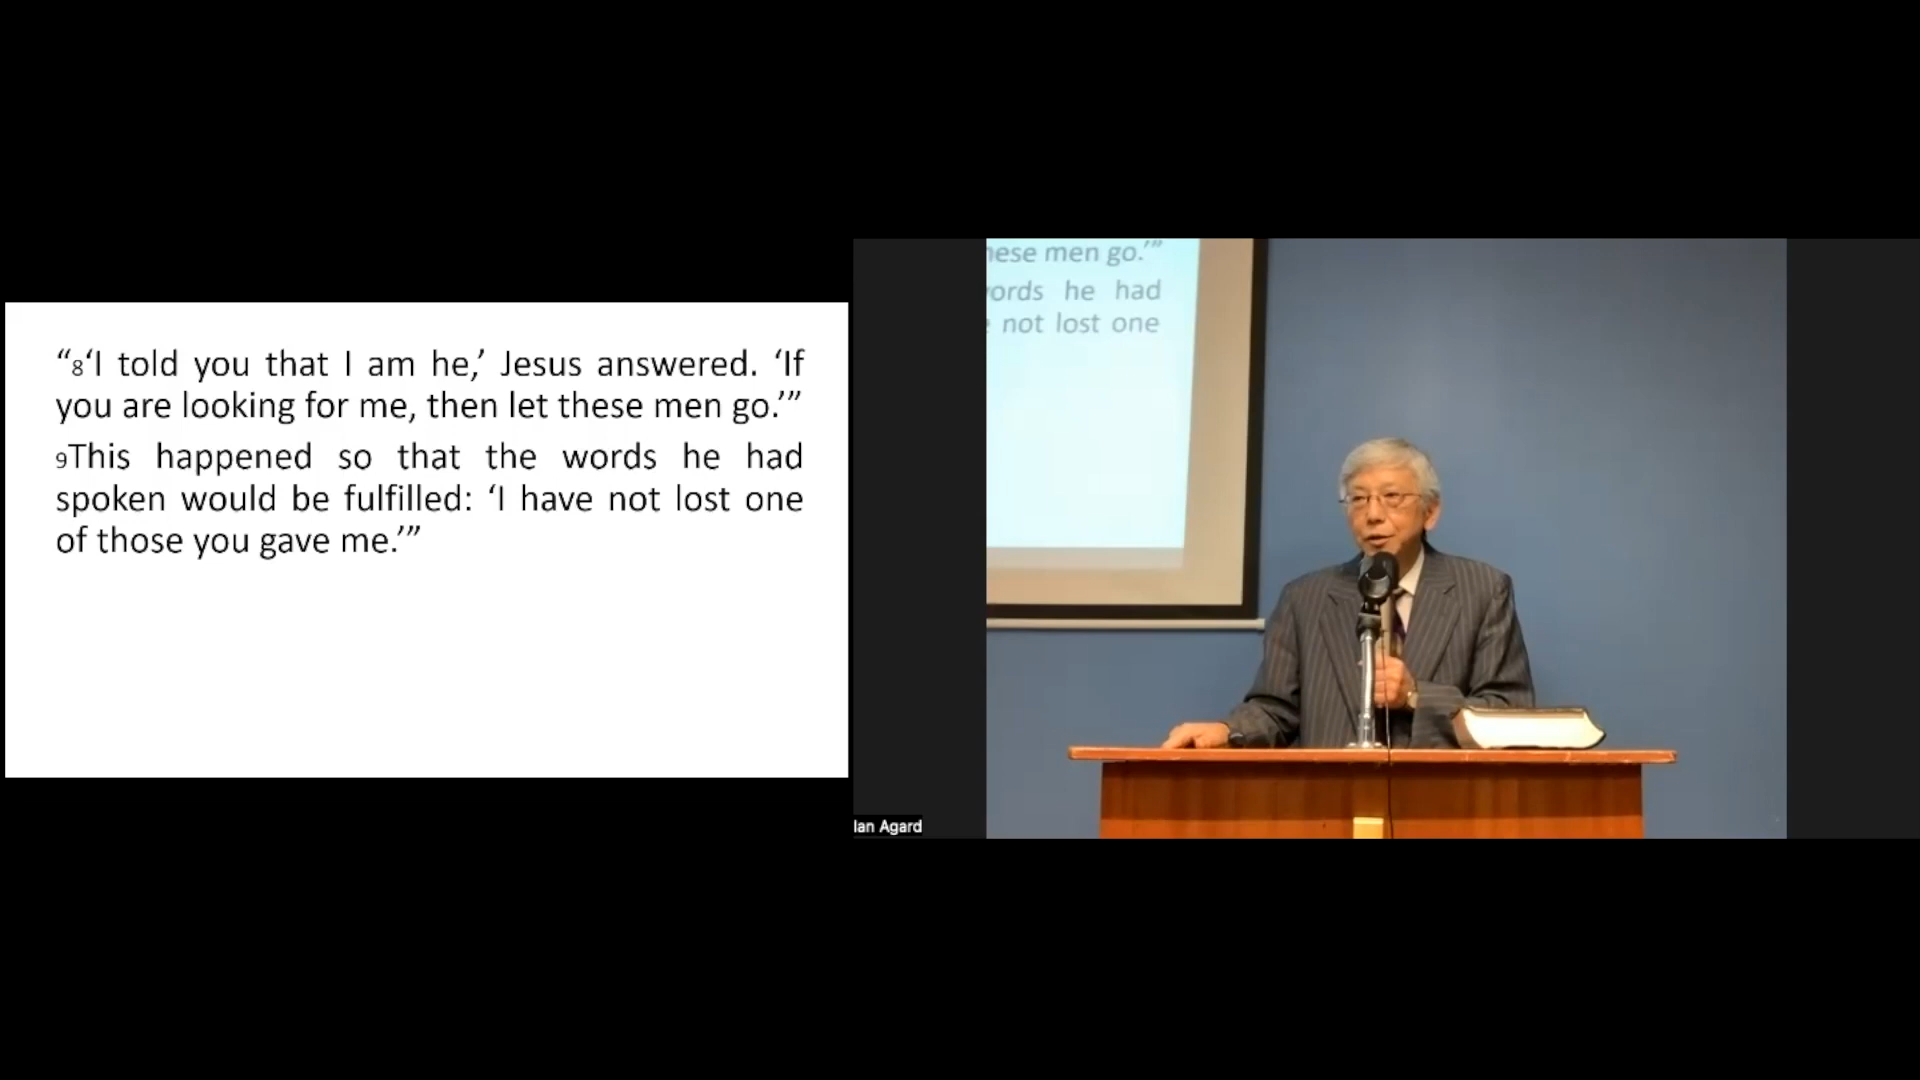 “8‘I told you that I am he,’ Jesus answered. ‘If
you are looking for me, then let these men go.’”
9This happened so that the words he had
spoken would be fulfilled: ‘I have not lost one
of those you gave me.’”
hese men go.’”
ords he had
not lost one
Ian Agard